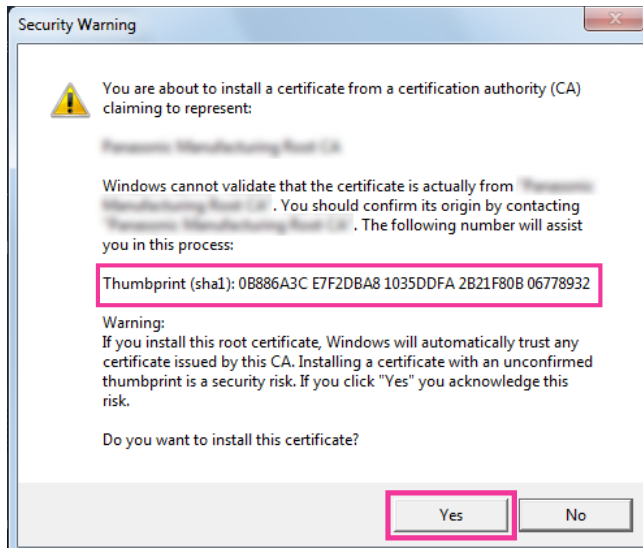 Security Warning
You are about to install a certificate from a certification authority (CA)
claiming to represent:
Windows cannot validate that the certificate is actually from
. You should confirm its origin by contacting
. The following number will assist
you in this process:
Thumbprint (sha1): 0B886A3C E7F2DBA8 1035DDFA 2B21F80B 06778932
Warning:
If you install this root certificate, Windows will automatically trust any
certificate issued by this CA. Installing a certificate with an unconfirmed
thumbprint is a security risk. If you click "Yes" you acknowledge this
risk.
Do you want to install this certificate?
Yes
No